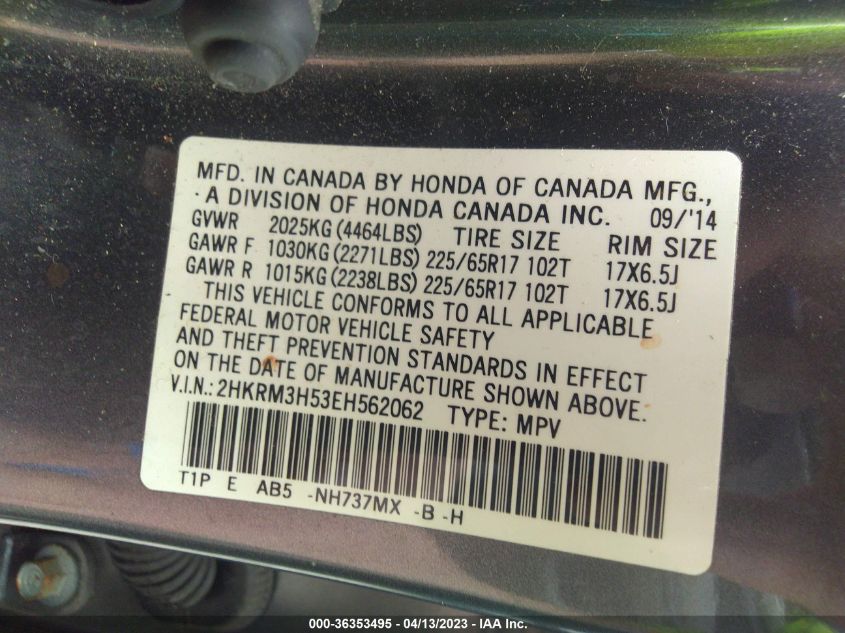 MFD. IN CANADA BY HONDA OF CANADA MFG.,
A DIVISION OF HONDA CANADA INC. 09/'14
GVWR 2025KG (4464LBS) TIRE SIZE RIM SIZE
GAWR F 1030KG (2271LBS) 225/65R17 102T 17X6.5J
GAWR R 1015KG (2238LBS) 225/65R17 102T 17X6.5J
THIS VEHICLE CONFORMS TO ALL APPLICABLE
FEDERAL MOTOR VEHICLE SAFETY
AND THEFT PREVENTION STANDARDS IN EFFECT
ON THE DATE OF MANUFACTURE SHOWN ABOVE.
V.I.N.: 2HKRM3H53EH562062 TYPE: MPV
T1P E AB5 -NH737MX -B -H
000-36353495 - 04/13/2023 - IAA Inc.